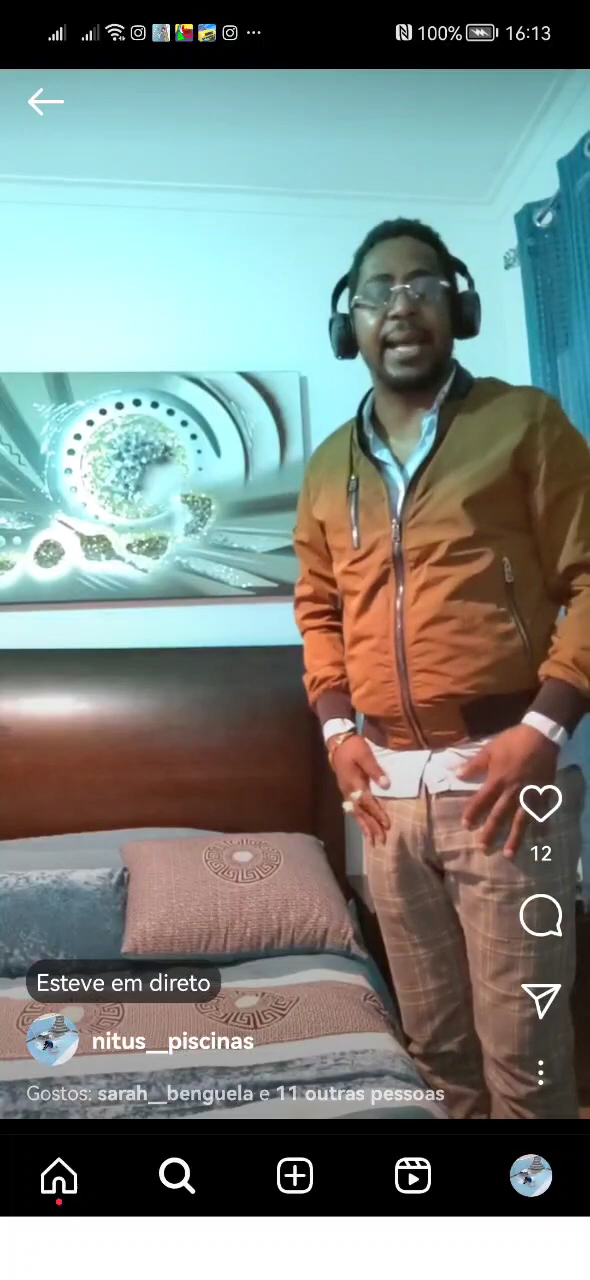 100% 16:13
12
Esteve em direto
nitus__piscinas
Gostos: sarah__benguela e 11 outras pessoas